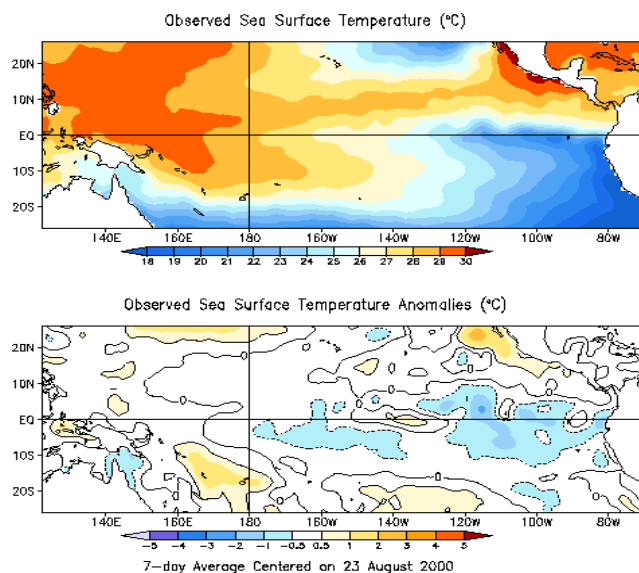 Observed Sea Surface Temperature (°C)
20N
10N
EQ
10S
20S
140E 160E 180 160W 140W 120W 100W 80W
18 19 20 21 22 23 24 25 26 27 28 29 30
Observed Sea Surface Temperature Anomalies (°C)
20N
10N
EQ
10S
20S
140E 160E 180 160W 140W 120W 100W 80W
-5 -4 -3 -2 -1 -0.5 0.5 1 2 3 4 5
7-day Average Centered on 23 August 2000